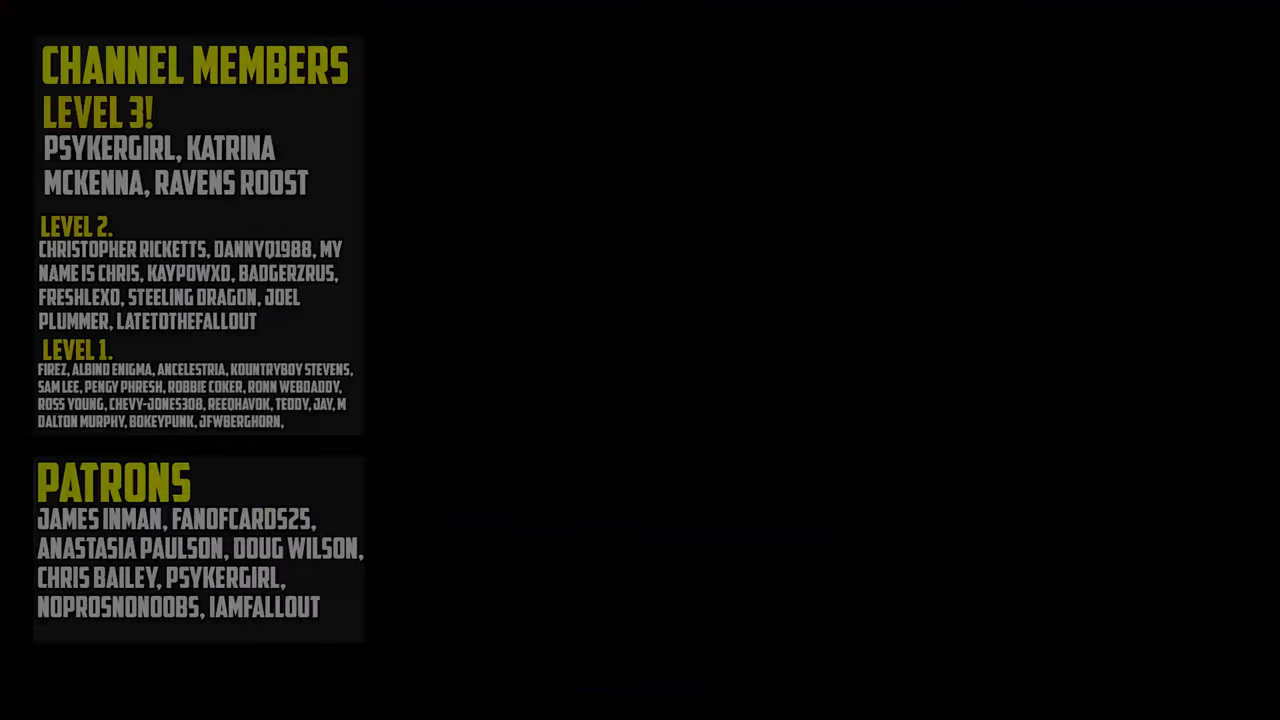 CHANNEL MEMBERS
LEVEL 3!
PSYKERGIRL, KATRINA
MCKENNA, RAVENS ROOST
LEVEL 2.
CHRISTOPHER RICKETTS, DANNYQ1988, MY
NAME IS CHRIS, KAYPOWXD, BADGERZRUS,
FRESHLEXO, STEELING DRAGON, JOEL
PLUMMER, LATETOTHEFALLOUT
LEVEL 1.
FIREZ, ALBINO ENIGMA, ANCELESTRIA, KOUNTRYBOY STEVENS,
SAM LEE, PENGY PHRESH, ROBBIE COKER, RONN WEBDADDY,
ROSS YOUNG, CHEVY-JONES308, REEQHAVOK, TEDDY, JAY, M
DALTON MURPHY, BOKEYPUNK, JFWBERGHORN,
PATRONS
JAMES INMAN, FANOFCARDS25,
ANASTASIA PAULSON, DOUG WILSON,
CHRIS BAILEY, PSYKERGIRL,
NOPROSNONOOBS, IAMFALLOUT